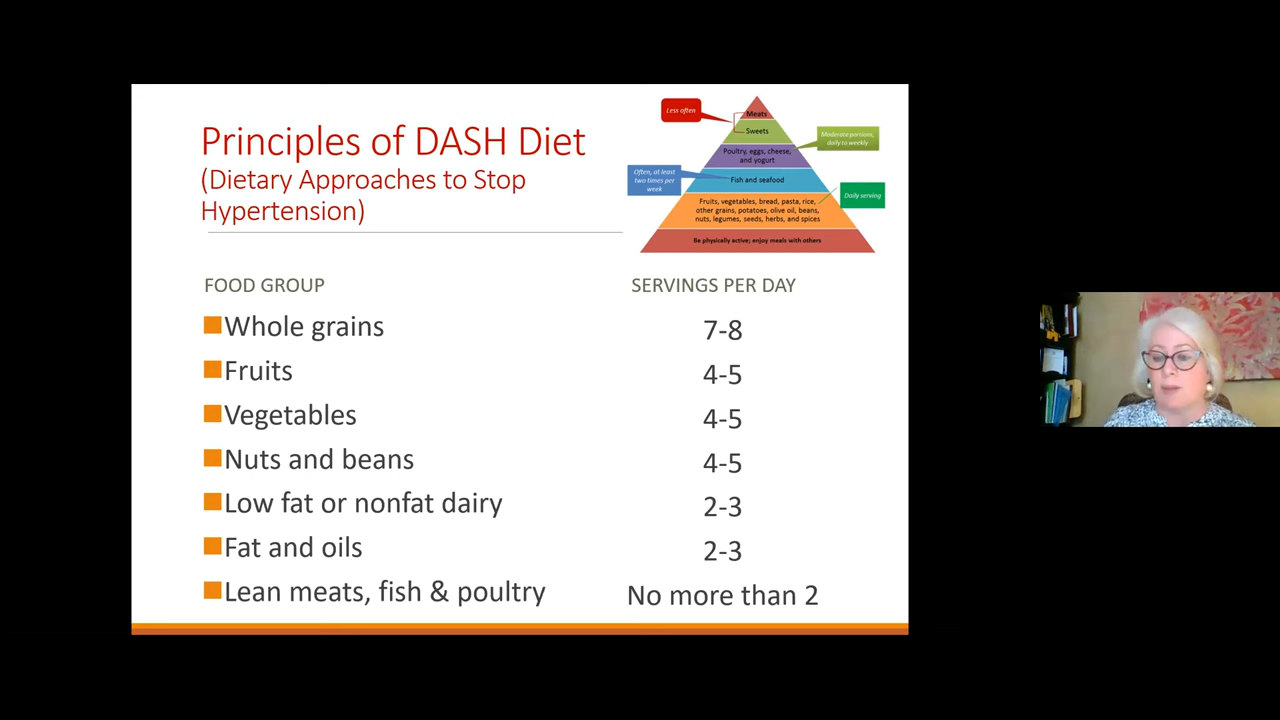 Principles of DASH Diet
(Dietary Approaches to Stop
Hypertension)
Less often
Meats
Sweets
Moderate portions,
daily to weekly
Poultry, eggs, cheese,
and yogurt
Often, at least
two times per
week
Fish and seafood
Daily serving
Fruits, vegetables, bread, pasta, rice,
other grains, potatoes, olive oil, beans,
nuts, legumes, seeds, herbs, and spices
Be physically active; enjoy meals with others
FOOD GROUP SERVINGS PER DAY
Whole grains 7-8
Fruits 4-5
Vegetables 4-5
Nuts and beans 4-5
Low fat or nonfat dairy 2-3
Fat and oils 2-3
Lean meats, fish & poultry No more than 2